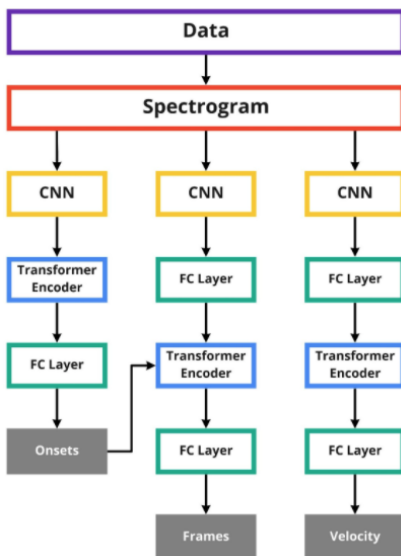 Data
Spectrogram
CNN
CNN
CNN
Transformer
Encoder
FC Layer
FC Layer
FC Layer
Transformer
Encoder
Transformer
Encoder
Onsets
FC Layer
FC Layer
Frames
Velocity